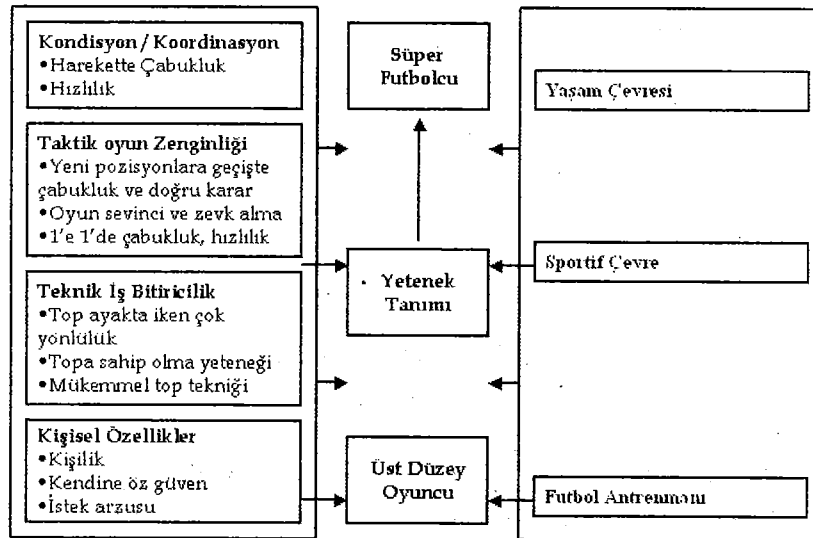 Kondisyon / Koordinasyon
• Harekette Çabukluk
• Hızlılık
Taktik oyun Zenginliği
• Yeni pozisyonlara geçişte
çabukluk ve doğru karar
• Oyun sevinci ve zevk alma
• 1'e 1'de çabukluk, hızlılık
Teknik İş Bitiricilik
• Top ayakta iken çok
yönlülük
• Topa sahip olma yeteneği
• Mükemmel top tekniği
Kişisel Özellikler
• Kişilik
• Kendine öz güven
• İstek arzusu
Süper
Futbolcu
Yetenek
Tanımı
Üst Düzey
Oyuncu
Yaşam Çevresi
Sportif Çevre
Futbol Antrenmanı